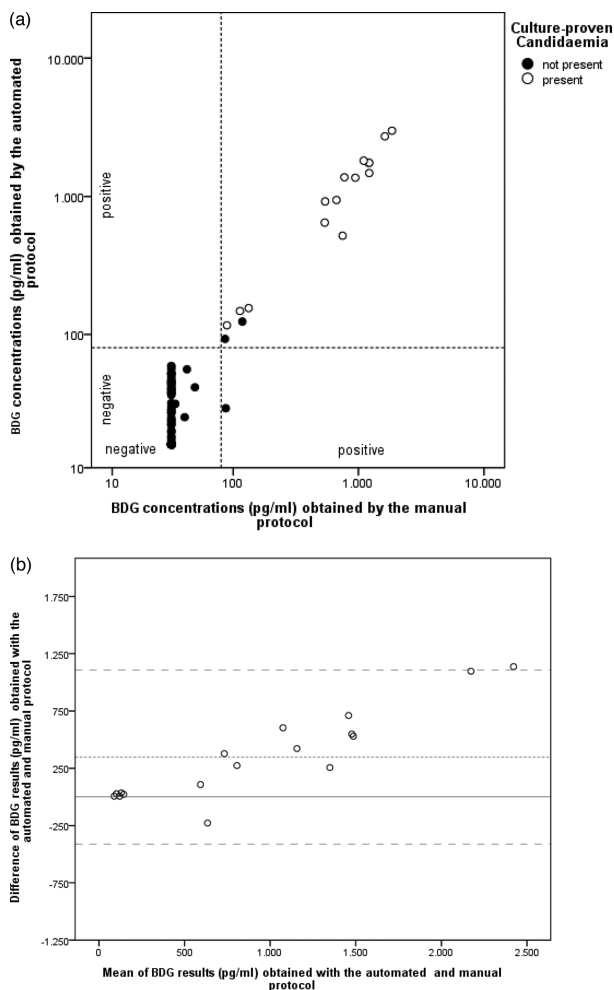 (a)
Culture-proven
Candidaemia
not present
present
BDG concentrations (pg/ml) obtained by the automated
protocol
10.000
1.000
100
10
positive
negative
negative
positive
10
100
1.000
10.000
BDG concentrations (pg/ml) obtained by the manual
protocol
(b)
Difference of BDG results (pg/ml) obtained with the
automated and manual protocol
1.750
1.250
750
250
-250
-750
-1.250
0
500
1.000
1.500
2.000
2.500
Mean of BDG results (pg/ml) obtained with the automated and manual
protocol